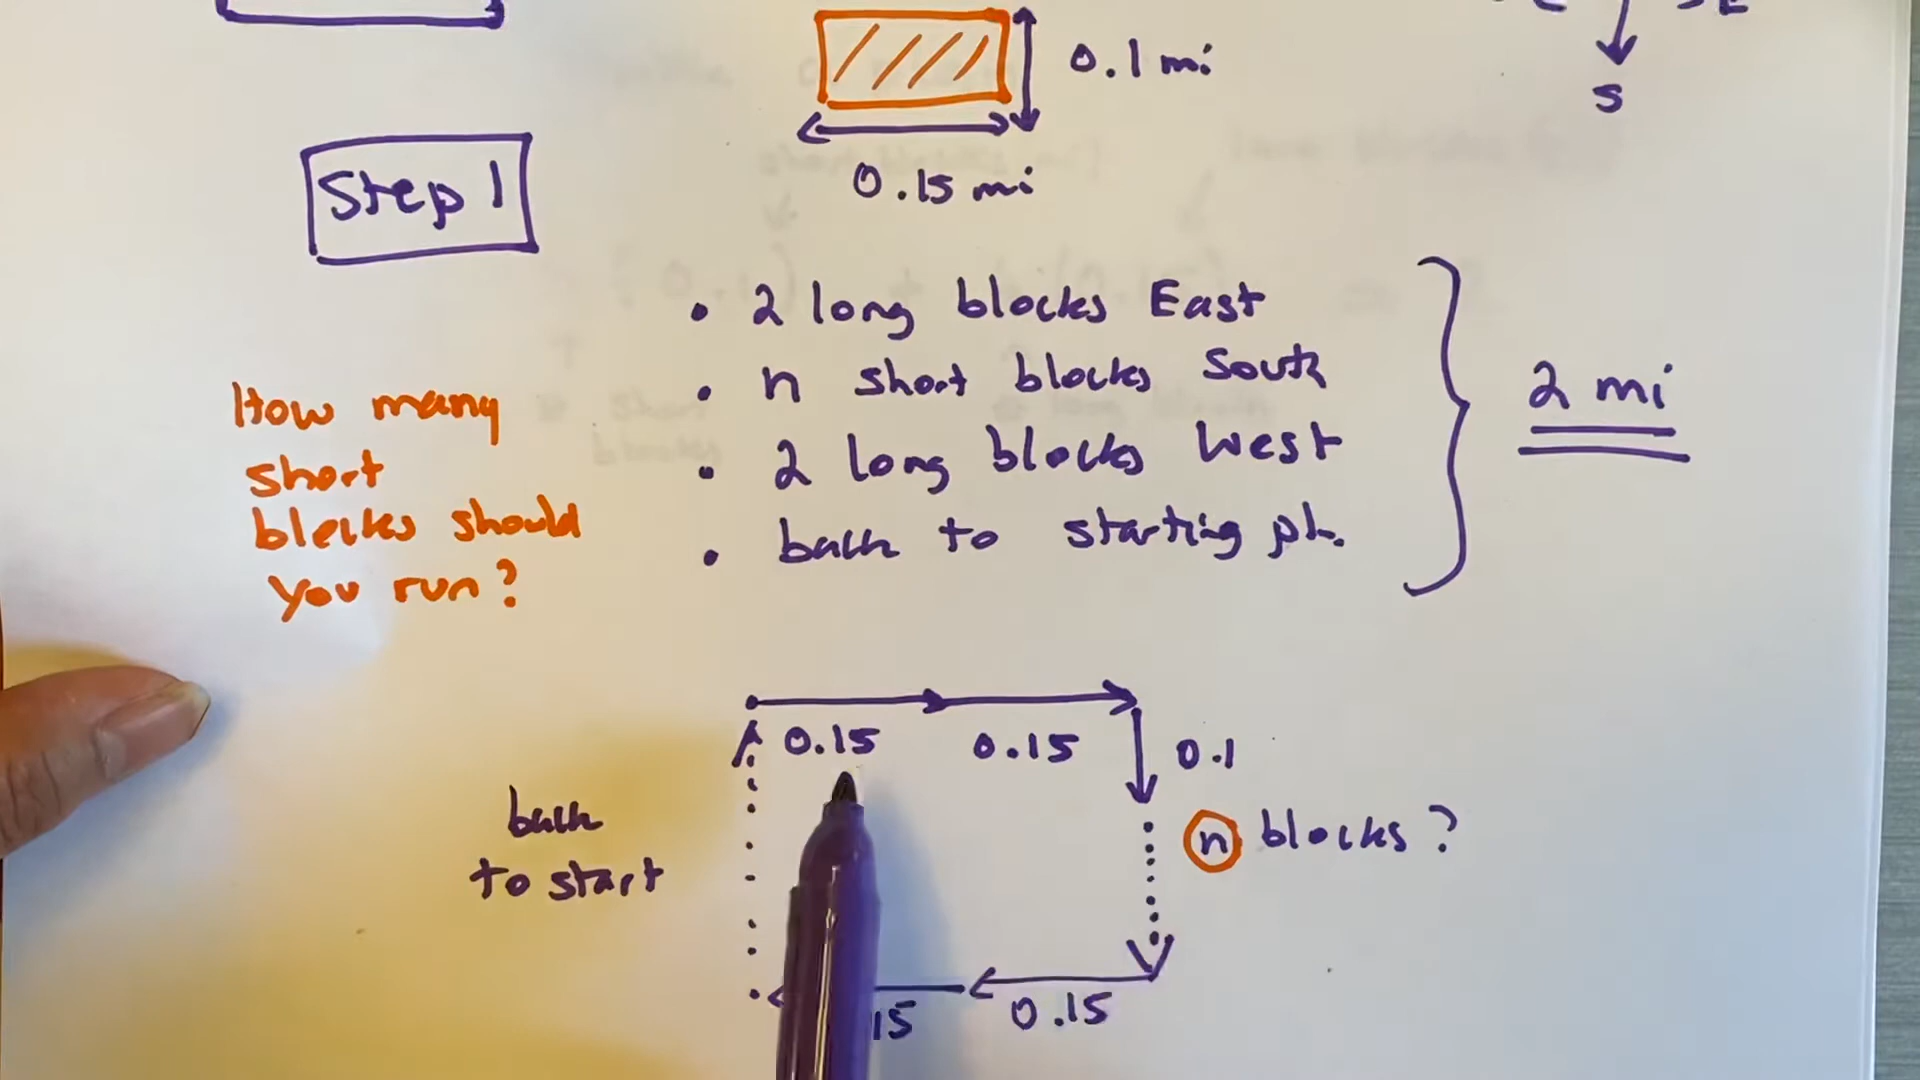 0.1 mi
S
0.15 mi
Step 1
• 2 long blocks East
• n short blocks South
• 2 long blocks West
• back to starting pt.
2 mi
How many
short
blocks should
you run?
0.15
0.15
0.1
n blocks?
back
to start
15
0.15